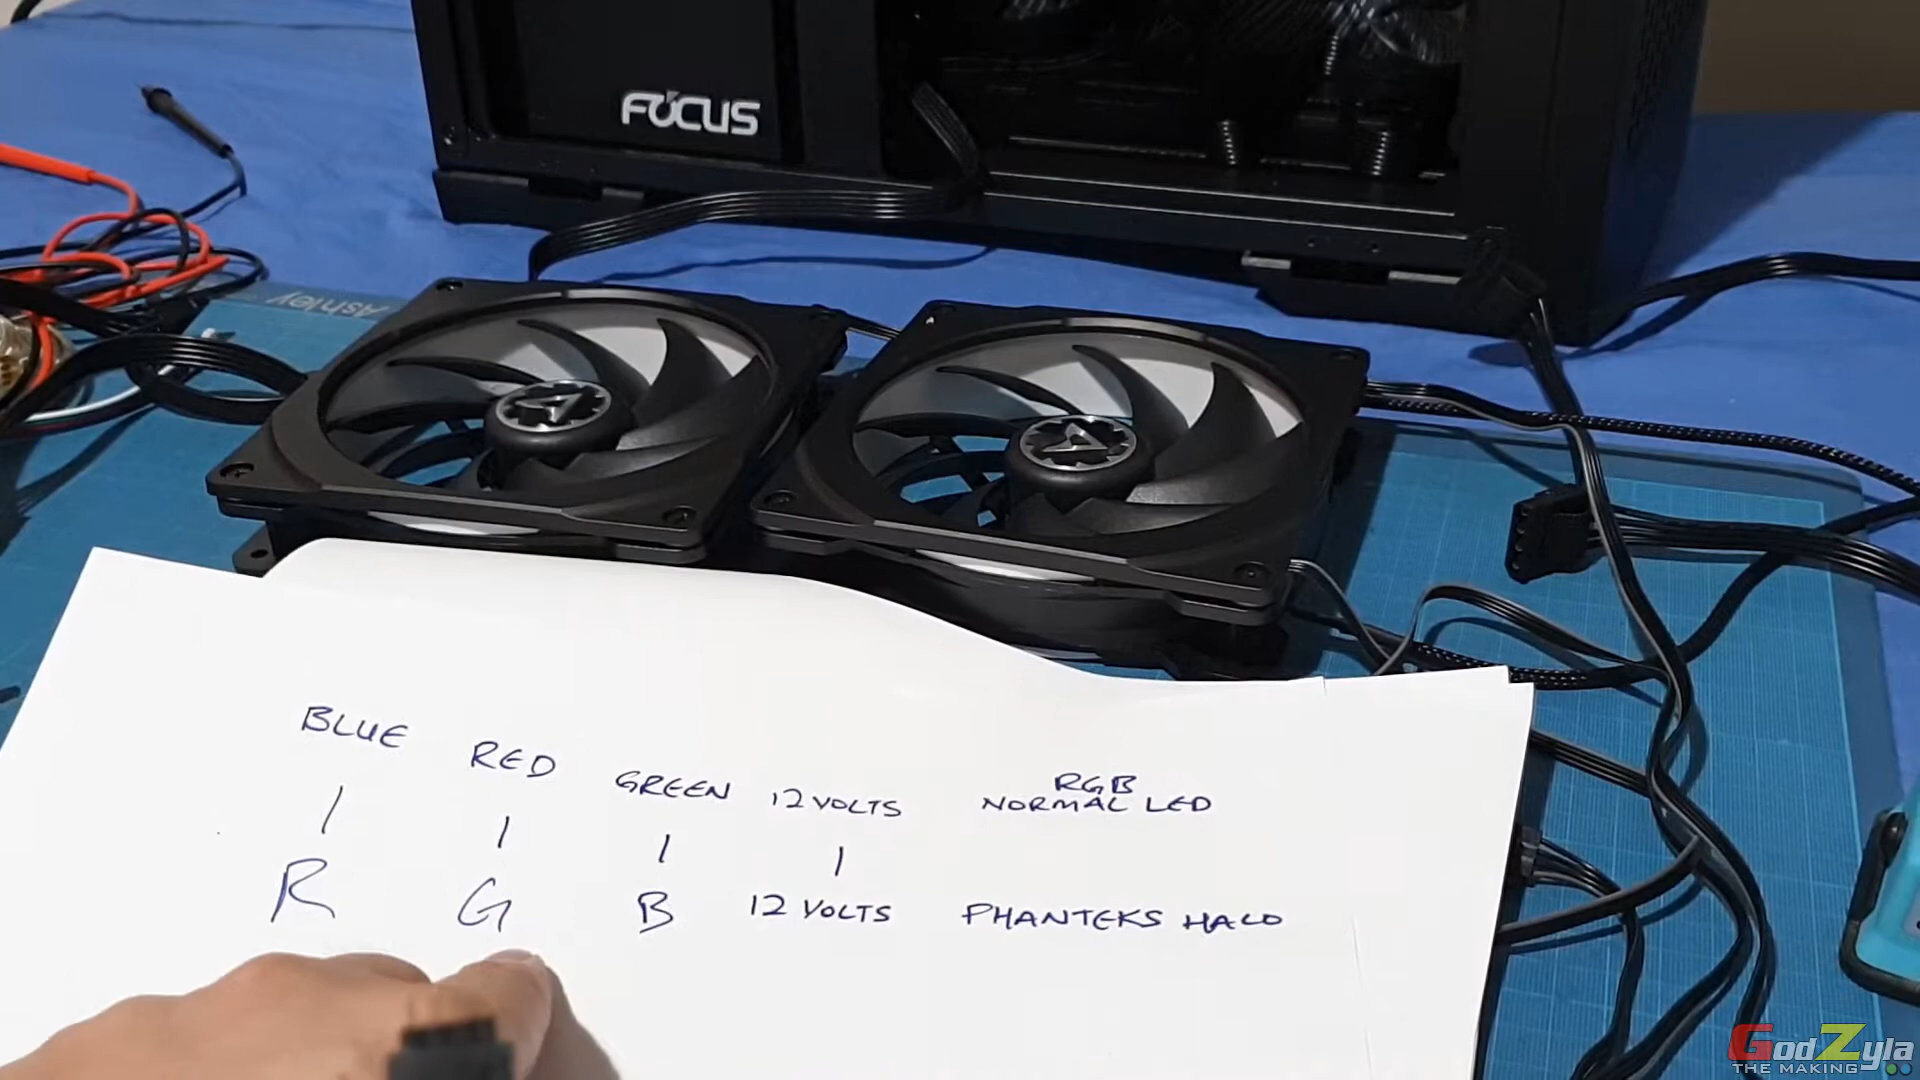 FOCUS
Ashley
BLUE RED GREEN 12 VOLTS RGB
NORMAL LED
R G B 12 VOLTS PHANTEKS HALO
GodZyla
THE MAKING